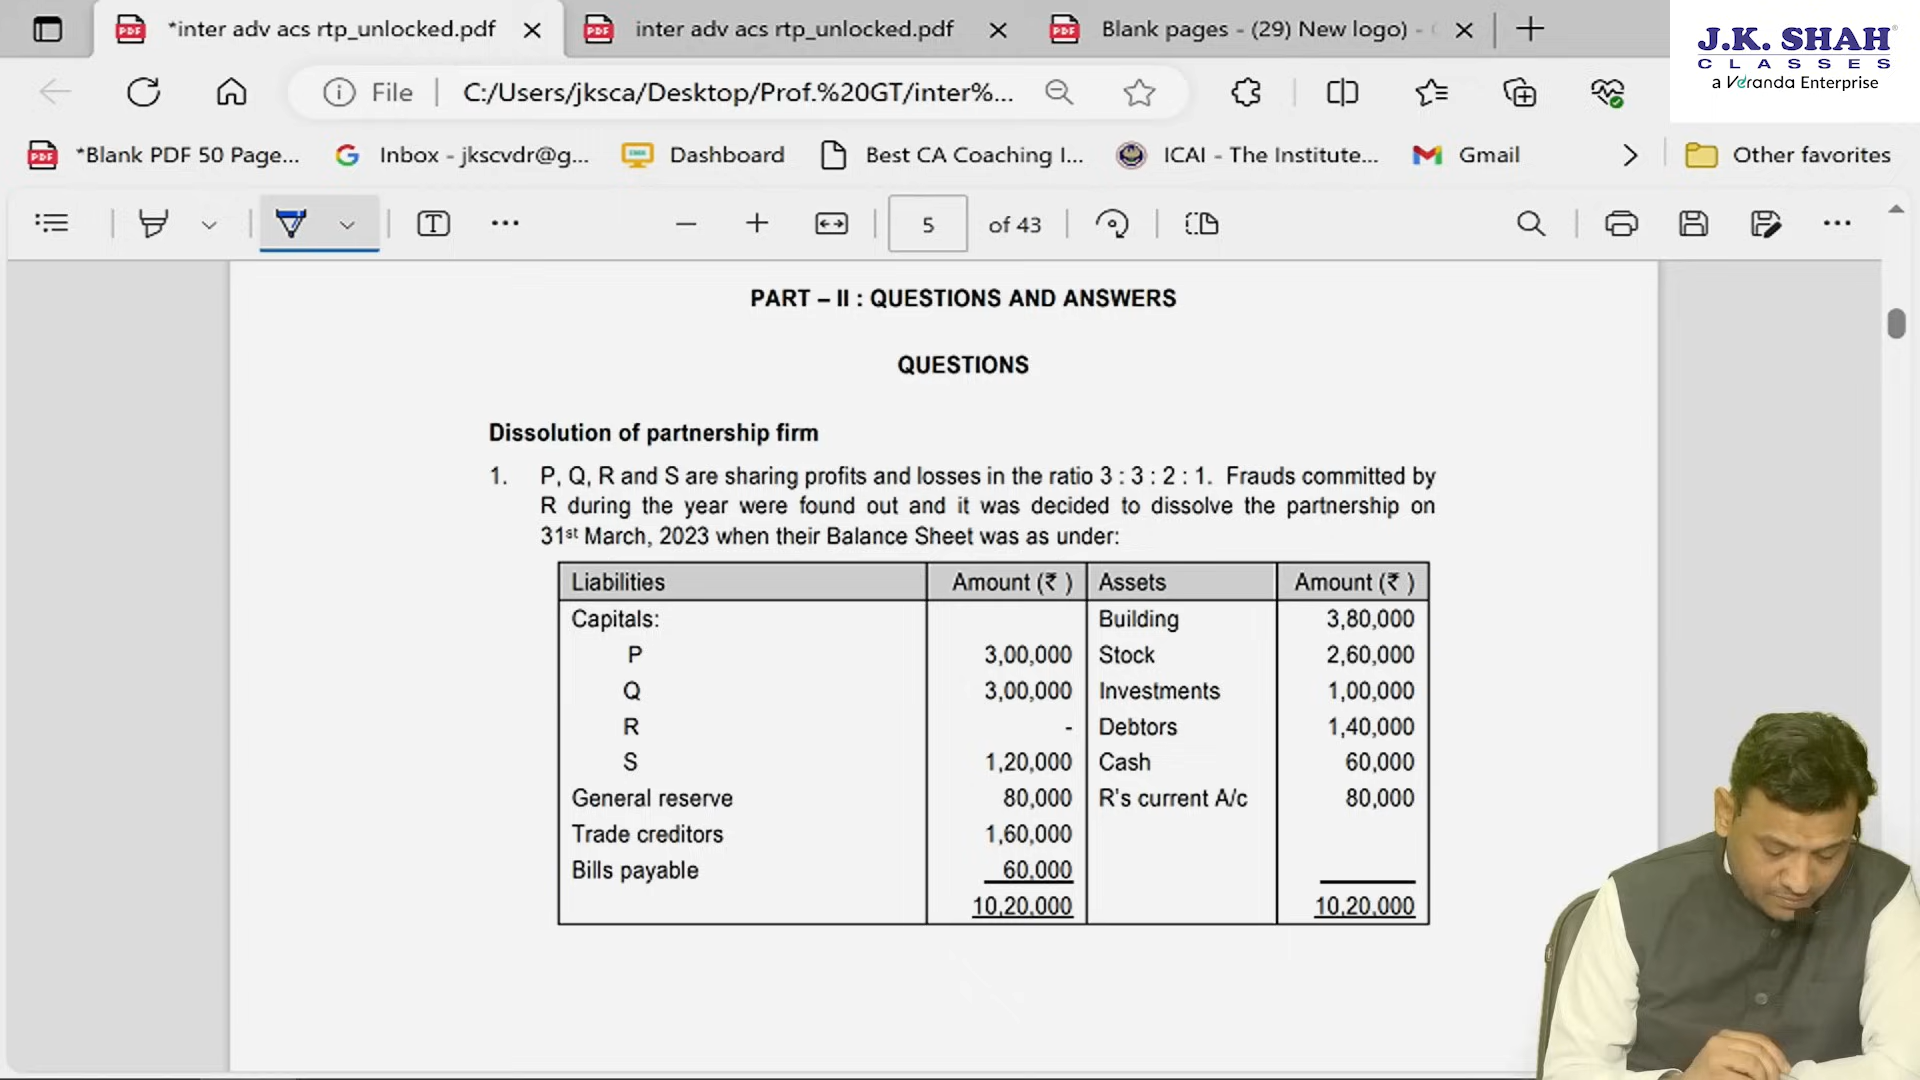 *inter adv acs rtp_unlocked.pdf
inter adv acs rtp_unlocked.pdf
Blank pages - (29) New logo) -
J.K. SHAH
CLASSES
a Veranda Enterprise
File
C:/Users/jksca/Desktop/Prof.%20GT/inter%...
*Blank PDF 50 Page...
Inbox - jkscvdr@g...
Dashboard
Best CA Coaching I...
ICAI - The Institute...
Gmail
Other favorites
5 of 43
PART – II : QUESTIONS AND ANSWERS
QUESTIONS
Dissolution of partnership firm
1. P, Q, R and S are sharing profits and losses in the ratio 3 : 3 : 2 : 1. Frauds committed by
R during the year were found out and it was decided to dissolve the partnership on
31st March, 2023 when their Balance Sheet was as under:
Liabilities Amount (₹ ) Assets Amount (₹ )
Capitals: Building 3,80,000
P 3,00,000 Stock 2,60,000
Q 3,00,000 Investments 1,00,000
R - Debtors 1,40,000
S 1,20,000 Cash 60,000
General reserve 80,000 R's current A/c 80,000
Trade creditors 1,60,000
Bills payable 60,000
10,20,000 10,20,000